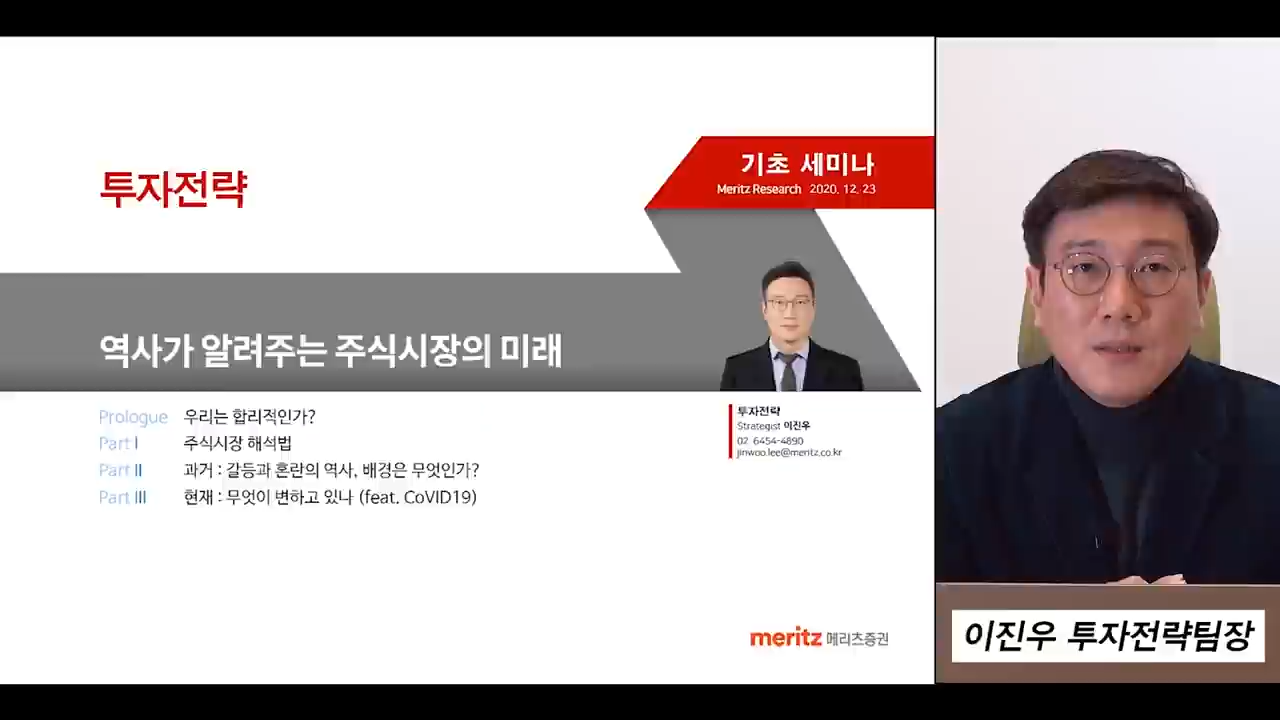 투자전략
기초 세미나
Meritz Research 2020. 12. 23
역사가 알려주는 주식시장의 미래
Prologue 우리는 합리적인가?
Part I 주식시장 해석법
Part II 과거 : 갈등과 혼란의 역사, 배경은 무엇인가?
Part III 현재 : 무엇이 변하고 있나 (feat. CoVID19)
투자전략
Strategist 이진우
02. 6454-4890
jinwoo.lee@meritz.co.kr
meritz 메리츠증권
이진우 투자전략팀장